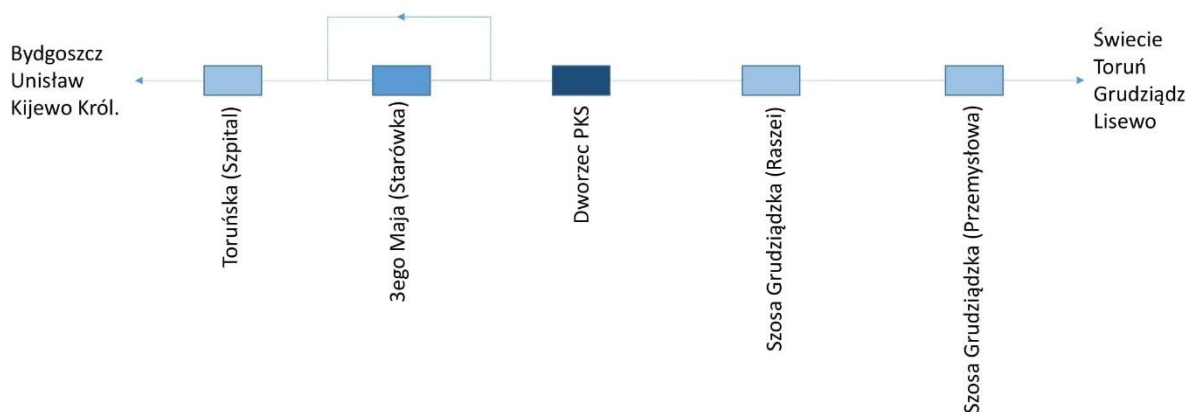 Bydgoszcz
Unisław
Kijewo Król.
Toruńska (Szpital)
3ego Maja (Starówka)
Dworzec PKS
Szosa Grudziądzka (Raszei)
Szosa Grudziądzka (Przemysłowa)
Świecie
Toruń
Grudziądz
Lisewo